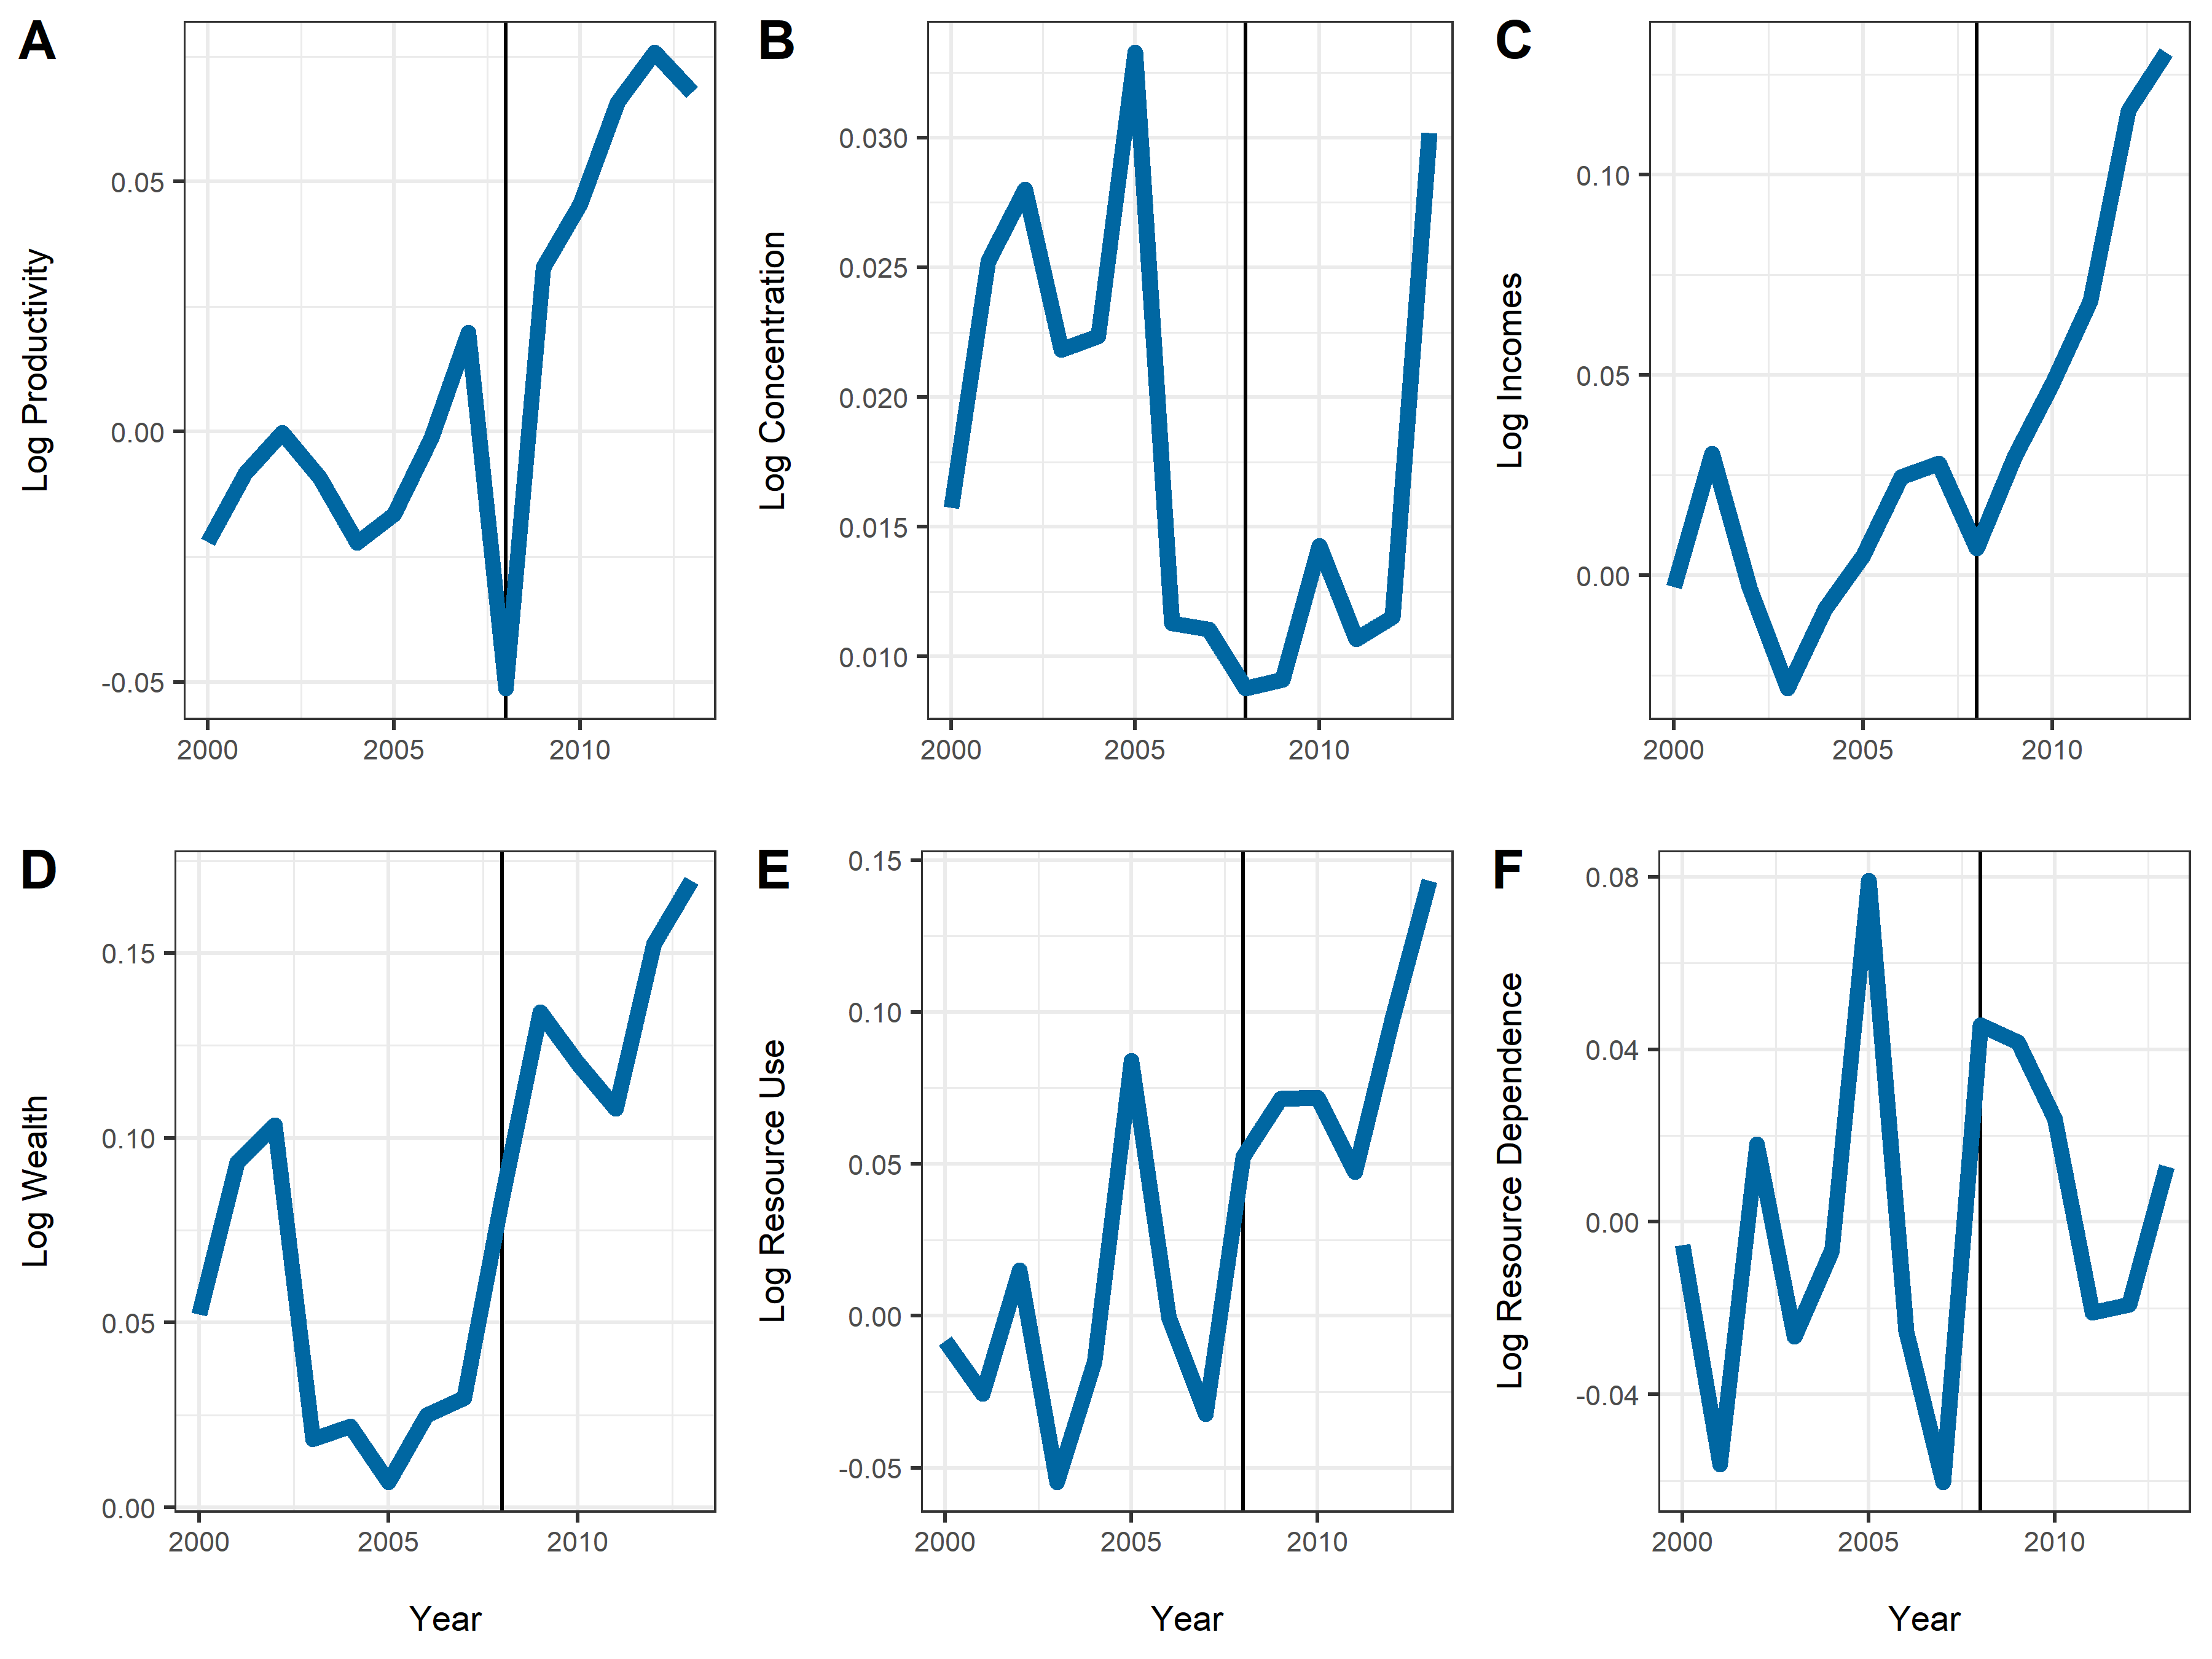 A
Log Productivity
0.05
0.00
-0.05
2000 2005 2010
B
Log Concentration
0.030
0.025
0.020
0.015
0.010
2000 2005 2010
C
Log Incomes
0.10
0.05
0.00
2000 2005 2010
D
Log Wealth
0.15
0.10
0.05
0.00
2000 2005 2010
Year
E
Log Resource Use
0.15
0.10
0.05
0.00
-0.05
2000 2005 2010
Year
F
Log Resource Dependence
0.08
0.04
0.00
-0.04
2000 2005 2010
Year